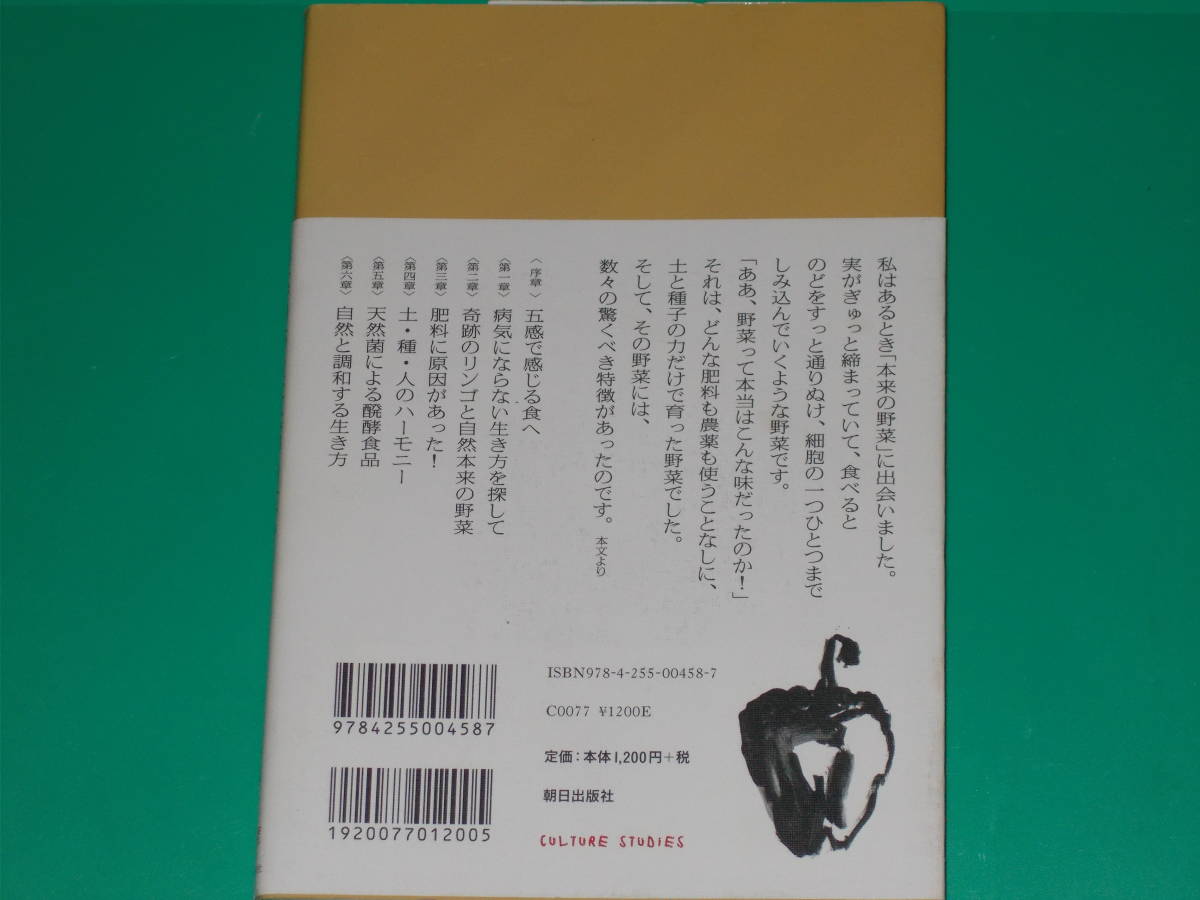 私はあるとき「本来の野菜」に出会いました。
実がぎゅっと締まっていて、食べると
のどをすっと通りぬけ、細胞の一つひとつまで
しみ込んでいくような野菜です。
「ああ、野菜って本当はこんな味だったのか！」
それは、どんな肥料も農薬も使うことなしに、
土と種子の力だけで育った野菜でした。
そして、その野菜には、
数々の驚くべき特徴があったのです。 本文より
〈序章〉 五感で感じる食へ
〈第一章〉 病気にならない生き方を探して
〈第二章〉 奇跡のリンゴと自然本来の野菜
〈第三章〉 肥料に原因があった！
〈第四章〉 土・種・人のハーモニー
〈第五章〉 天然菌による醗酵食品
〈第六章〉 自然と調和する生き方
9784255004587
1920077012005
ISBN978-4-255-00458-7
C0077 ¥1200E
定価：本体1,200円＋税
朝日出版社
CULTURE STUDIES